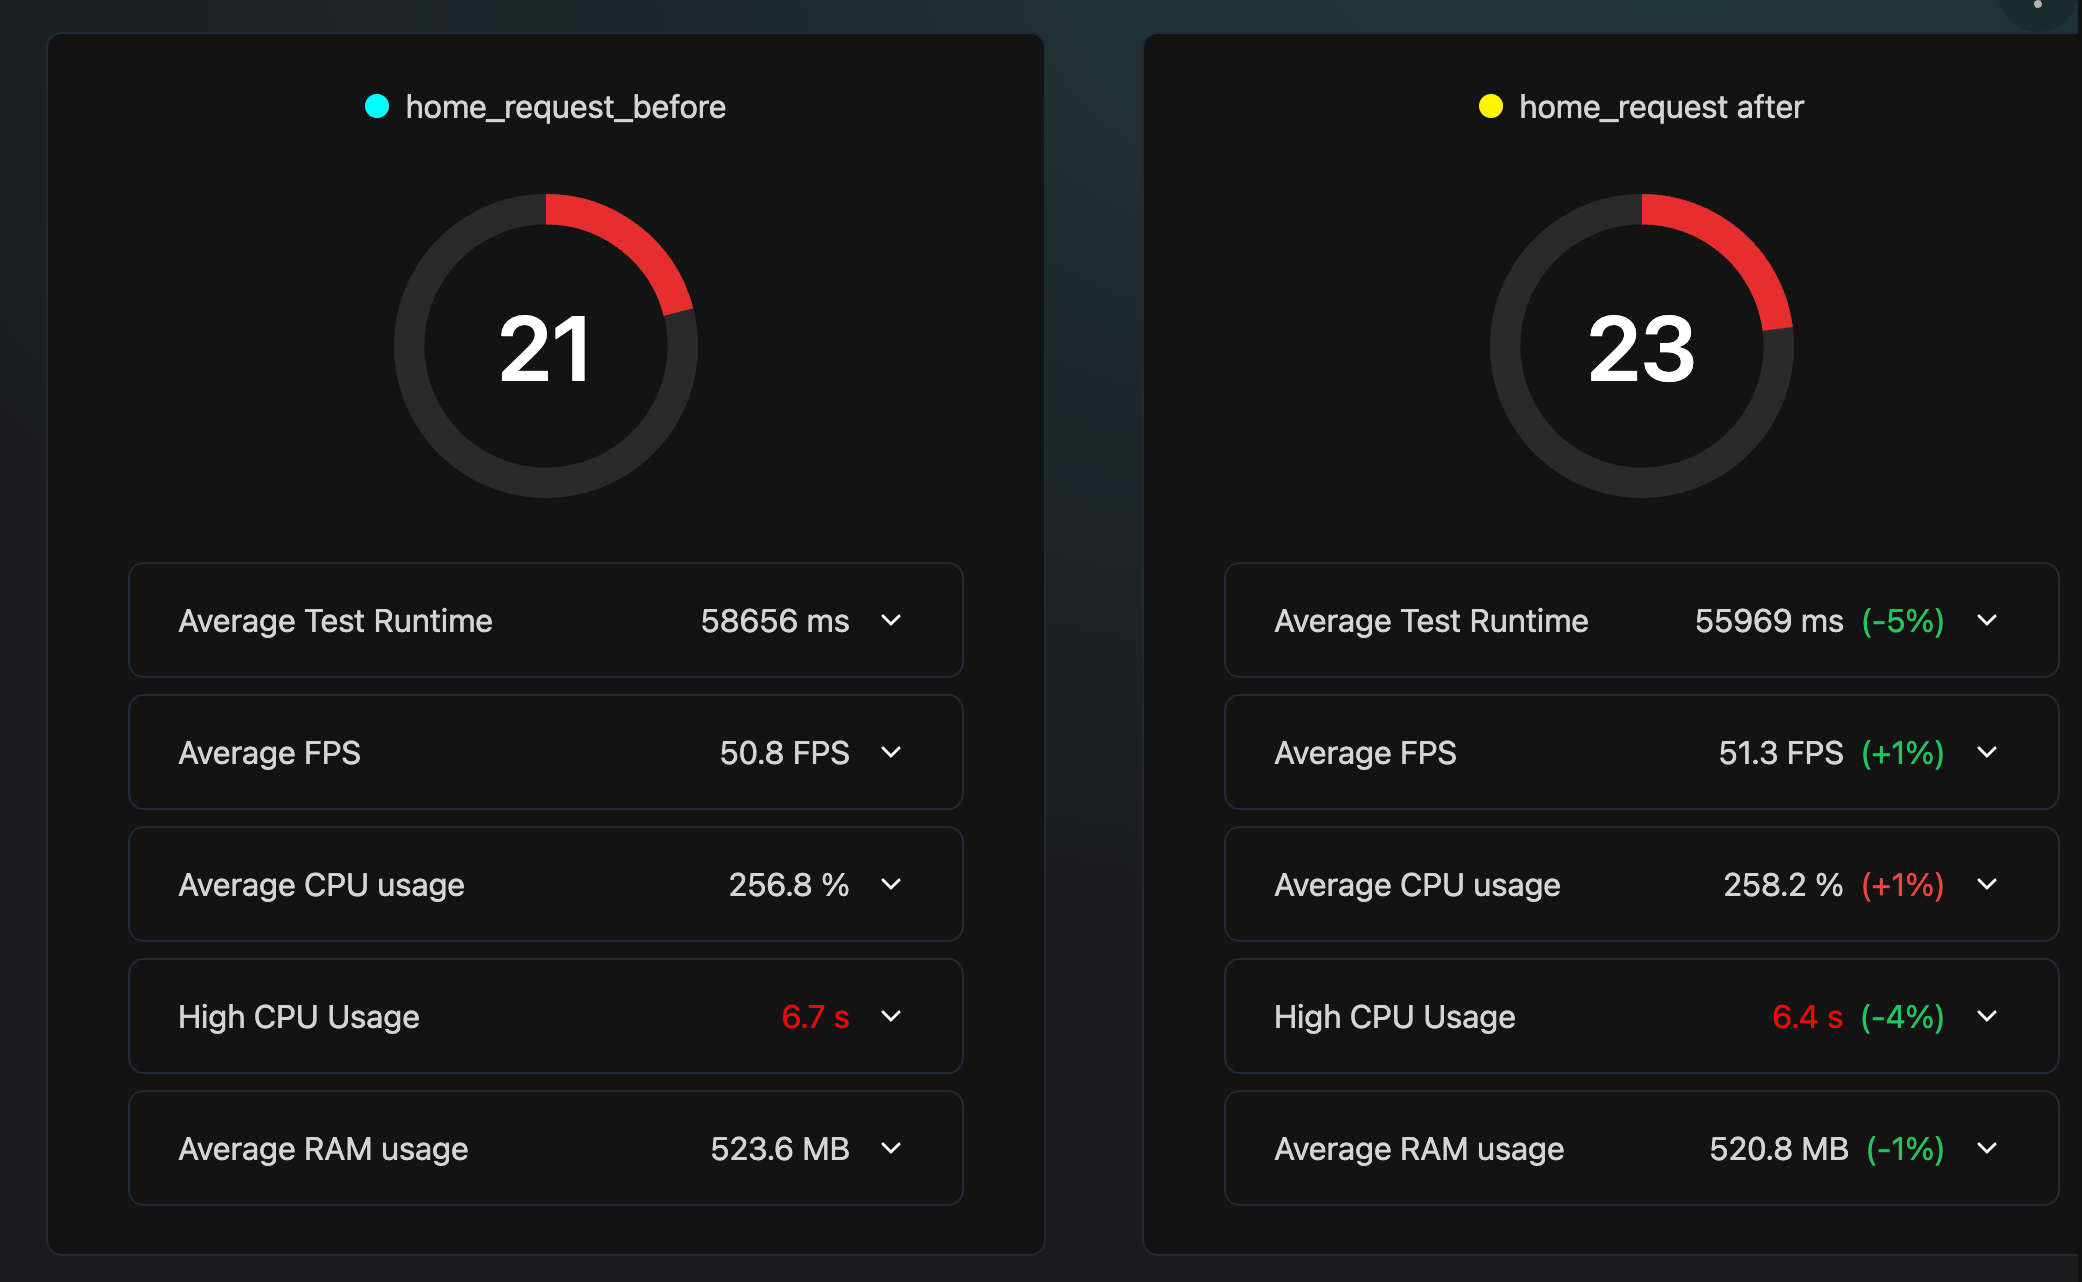 home_request_before
21
Average Test Runtime 58656 ms
Average FPS 50.8 FPS
Average CPU usage 256.8 %
High CPU Usage 6.7 s
Average RAM usage 523.6 MB
home_request after
23
Average Test Runtime 55969 ms (-5%)
Average FPS 51.3 FPS (+1%)
Average CPU usage 258.2 % (+1%)
High CPU Usage 6.4 s (-4%)
Average RAM usage 520.8 MB (-1%)